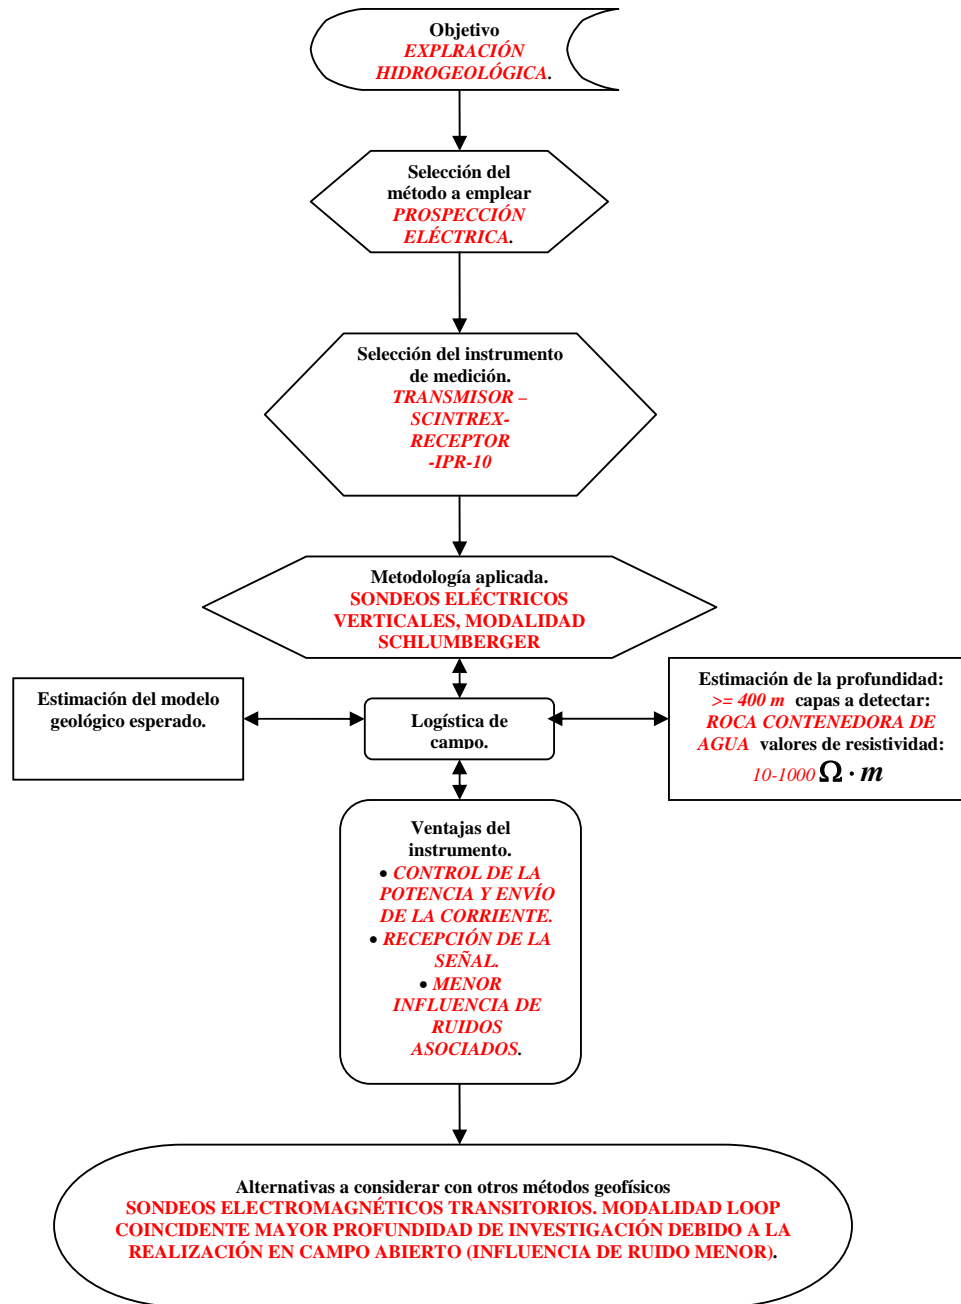 Objetivo
EXPLRACIÓN
HIDROGEOLÓGICA.
Selección del
método a emplear
PROSPECCIÓN
ELÉCTRICA.
Selección del instrumento
de medición.
TRANSMISOR –
SCINTREX-
RECEPTOR
-IPR-10
Metodología aplicada.
SONDEOS ELÉCTRICOS
VERTICALES, MODALIDAD
SCHLUMBERGER
Estimación del modelo
geológico esperado.
Logística de
campo.
Estimación de la profundidad:
>= 400 m capas a detectar:
ROCA CONTENEDORA DE
AGUA valores de resistividad:
10-1000 Ω · m
Ventajas del
instrumento.
• CONTROL DE LA
POTENCIA Y ENVÍO
DE LA CORRIENTE.
• RECEPCIÓN DE LA
SEÑAL.
• MENOR
INFLUENCIA DE
RUIDOS
ASOCIADOS.
Alternativas a considerar con otros métodos geofísicos
SONDEOS ELECTROMAGNÉTICOS TRANSITORIOS. MODALIDAD LOOP
COINCIDENTE MAYOR PROFUNDIDAD DE INVESTIGACIÓN DEBIDO A LA
REALIZACIÓN EN CAMPO ABIERTO (INFLUENCIA DE RUIDO MENOR).